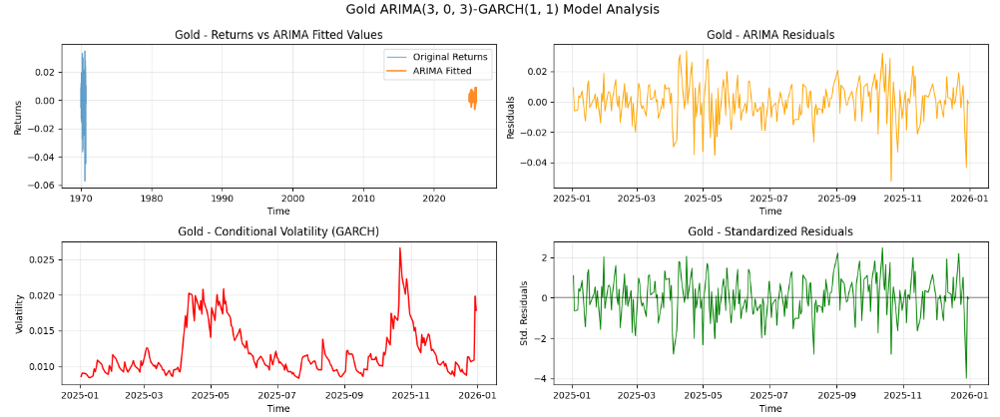 Gold ARIMA(3, 0, 3)-GARCH(1, 1) Model Analysis
Gold - Returns vs ARIMA Fitted Values
Original Returns
ARIMA Fitted
Returns
0.02
0.00
−0.02
−0.04
−0.06
1970 1980 1990 2000 2010 2020
Time
Gold - ARIMA Residuals
Residuals
0.02
0.00
−0.02
−0.04
2025-01 2025-03 2025-05 2025-07 2025-09 2025-11 2026-01
Time
Gold - Conditional Volatility (GARCH)
Volatility
0.025
0.020
0.015
0.010
2025-01 2025-03 2025-05 2025-07 2025-09 2025-11 2026-01
Time
Gold - Standardized Residuals
Std. Residuals
2
0
−2
−4
2025-01 2025-03 2025-05 2025-07 2025-09 2025-11 2026-01
Time